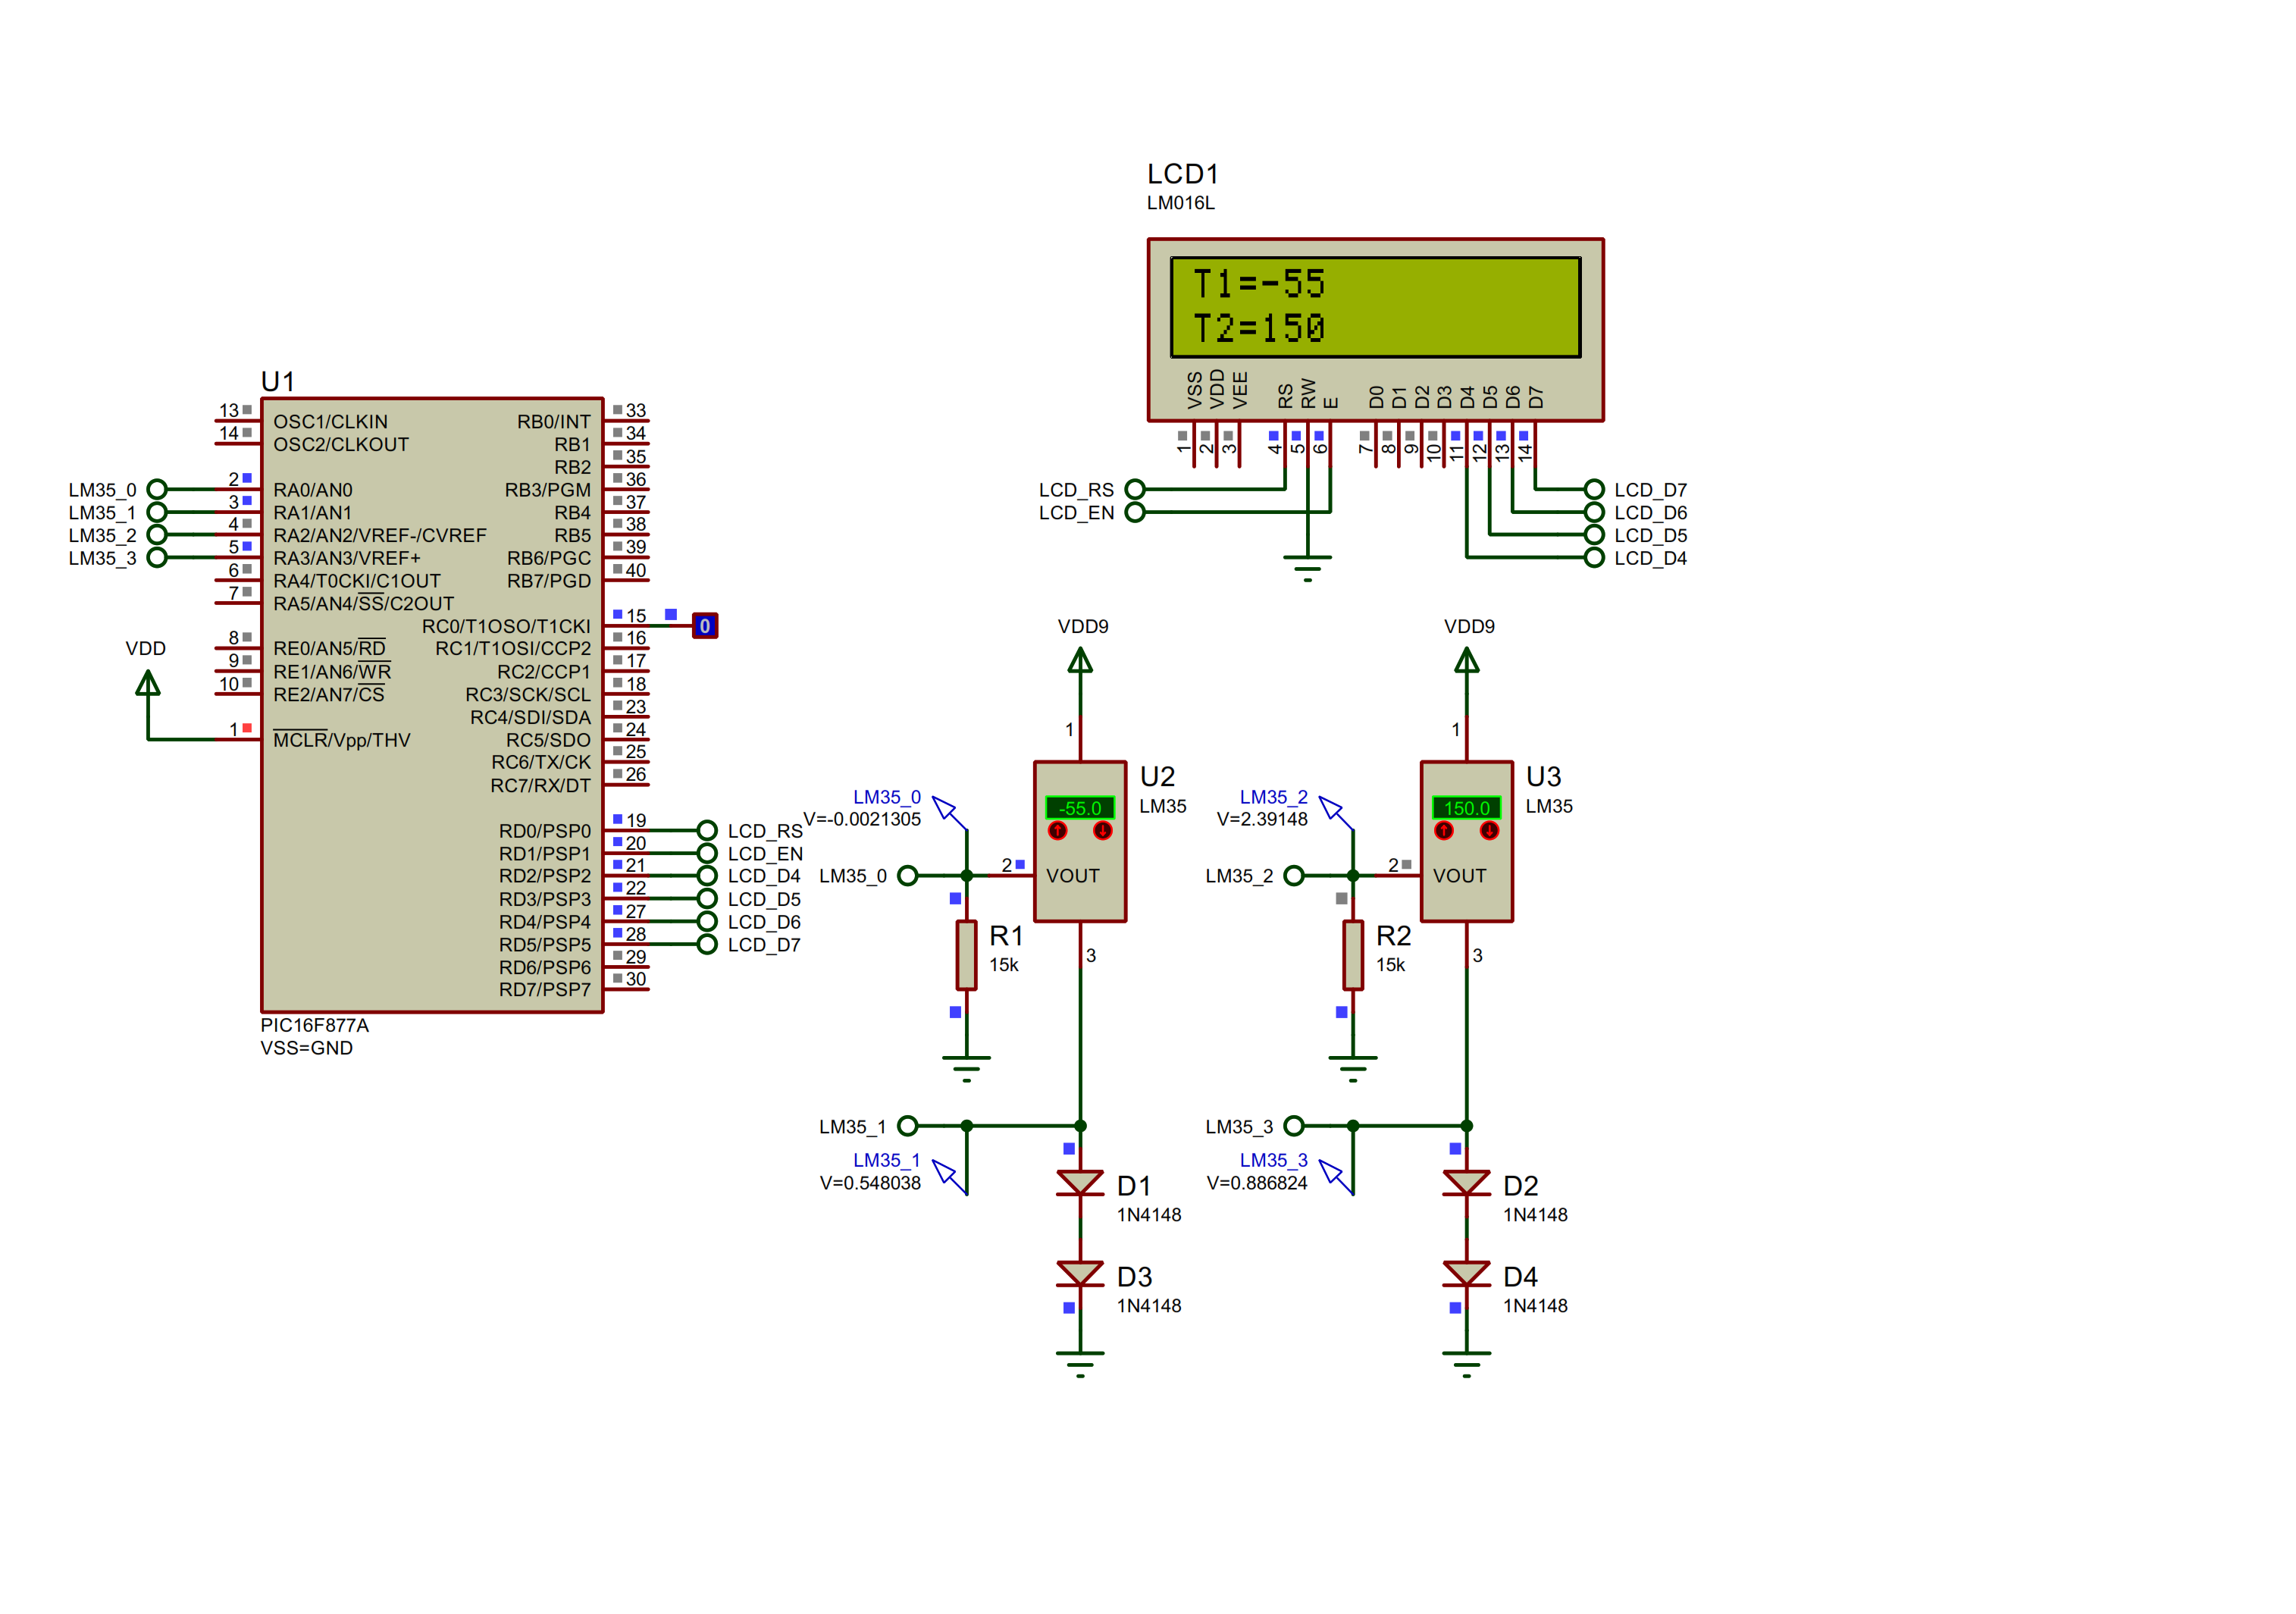 LCD1
LM016L
T1=-55
T2=150
VSS
VDD
VEE
RS
RW
E
D0
D1
D2
D3
D4
D5
D6
D7
1
2
3
4
5
6
7
8
9
10
11
12
13
14
LCD_RS
LCD_EN
LCD_D7
LCD_D6
LCD_D5
LCD_D4
U1
13 OSC1/CLKIN
14 OSC2/CLKOUT
LM35_0 2 RA0/AN0
LM35_1 3 RA1/AN1
LM35_2 4 RA2/AN2/VREF-/CVREF
LM35_3 5 RA3/AN3/VREF+
6 RA4/T0CKI/C1OUT
7 RA5/AN4/SS/C2OUT
8 RE0/AN5/RD
9 RE1/AN6/WR
10 RE2/AN7/CS
VDD
1 MCLR/Vpp/THV
RB0/INT 33
RB1 34
RB2 35
RB3/PGM 36
RB4 37
RB5 38
RB6/PGC 39
RB7/PGD 40
RC0/T1OSO/T1CKI 15 0
RC1/T1OSI/CCP2 16
RC2/CCP1 17
RC3/SCK/SCL 18
RC4/SDI/SDA 23
RC5/SDO 24
RC6/TX/CK 25
RC7/RX/DT 26
RD0/PSP0 19 LCD_RS
RD1/PSP1 20 LCD_EN
RD2/PSP2 21 LCD_D4
RD3/PSP3 22 LCD_D5
RD4/PSP4 27 LCD_D6
RD5/PSP5 28 LCD_D7
RD6/PSP6 29
RD7/PSP7 30
PIC16F877A
VSS=GND
VDD9
1
U2
LM35
-55.0
LM35_0
V=-0.0021305
LM35_0
2
VOUT
R1
15k
3
LM35_1
LM35_1
V=0.548038
D1
1N4148
D3
1N4148
VDD9
1
U3
LM35
150.0
LM35_2
V=2.39148
LM35_2
2
VOUT
R2
15k
3
LM35_3
LM35_3
V=0.886824
D2
1N4148
D4
1N4148